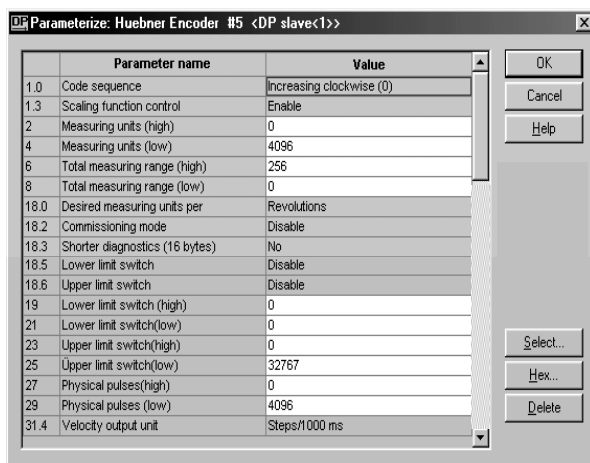 DP Parameterize: Huebner Encoder #5 <DP slave<1>>
Parameter name Value
1.0 Code sequence Increasing clockwise (0)
1.3 Scaling function control Enable
2 Measuring units (high) 0
4 Measuring units (low) 4096
6 Total measuring range (high) 256
8 Total measuring range (low) 0
18.0 Desired measuring units per Revolutions
18.2 Commissioning mode Disable
18.3 Shorter diagnostics (16 bytes) No
18.5 Lower limit switch Disable
18.6 Upper limit switch Disable
19 Lower limit switch (high) 0
21 Lower limit switch(low) 0
23 Upper limit switch(high) 0
25 Üpper limit switch(low) 32767
27 Physical pulses(high) 0
29 Physical pulses (low) 4096
31.4 Velocity output unit Steps/1000 ms
OK
Cancel
Help
Select...
Hex...
Delete